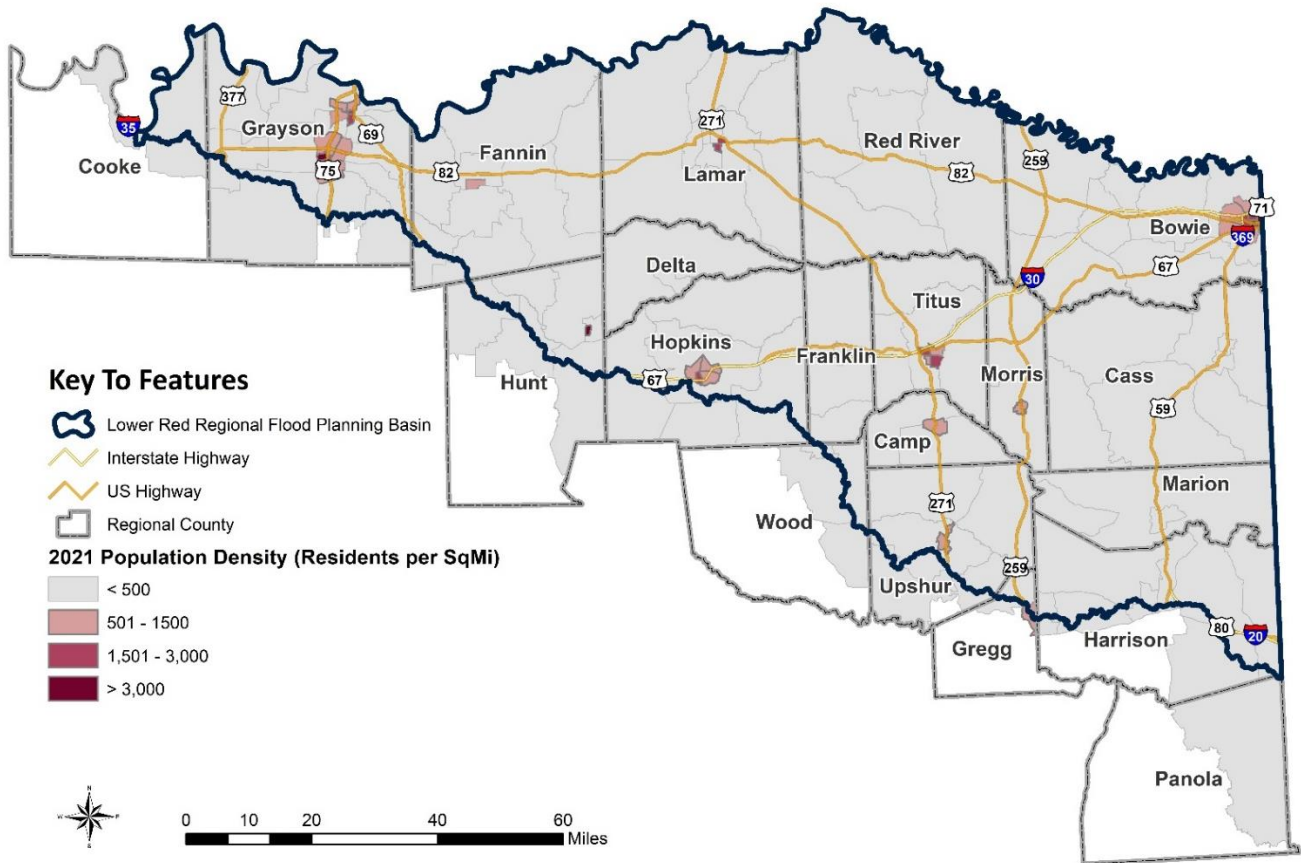 377
35
Grayson
69
75
Cooke
82
Fannin
271
Lamar
Red River
82
259
71
Bowie
369
67
30
Delta
Titus
Hopkins
Franklin
67
Hunt
Morris
Cass
59
Camp
Marion
Wood
271
259
Upshur
Gregg
Harrison
80
20
Panola
Key To Features
Lower Red Regional Flood Planning Basin
Interstate Highway
US Highway
Regional County
2021 Population Density (Residents per SqMi)
< 500
501 - 1500
1,501 - 3,000
> 3,000
N
W
E
S
0 10 20 40 60
Miles